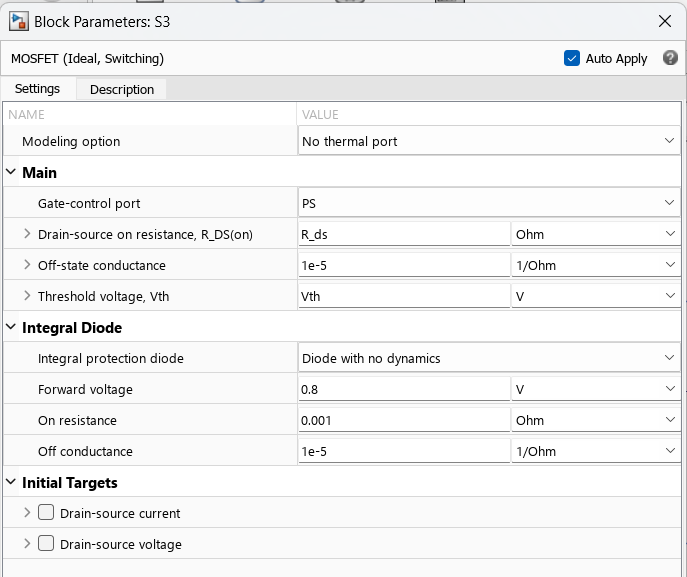 Block Parameters: S3
MOSFET (Ideal, Switching)
Auto Apply
Settings
Description
NAME VALUE
Modeling option No thermal port
Main
Gate-control port PS
Drain-source on resistance, R_DS(on) R_ds Ohm
Off-state conductance 1e-5 1/Ohm
Threshold voltage, Vth Vth V
Integral Diode
Integral protection diode Diode with no dynamics
Forward voltage 0.8 V
On resistance 0.001 Ohm
Off conductance 1e-5 1/Ohm
Initial Targets
Drain-source current
Drain-source voltage